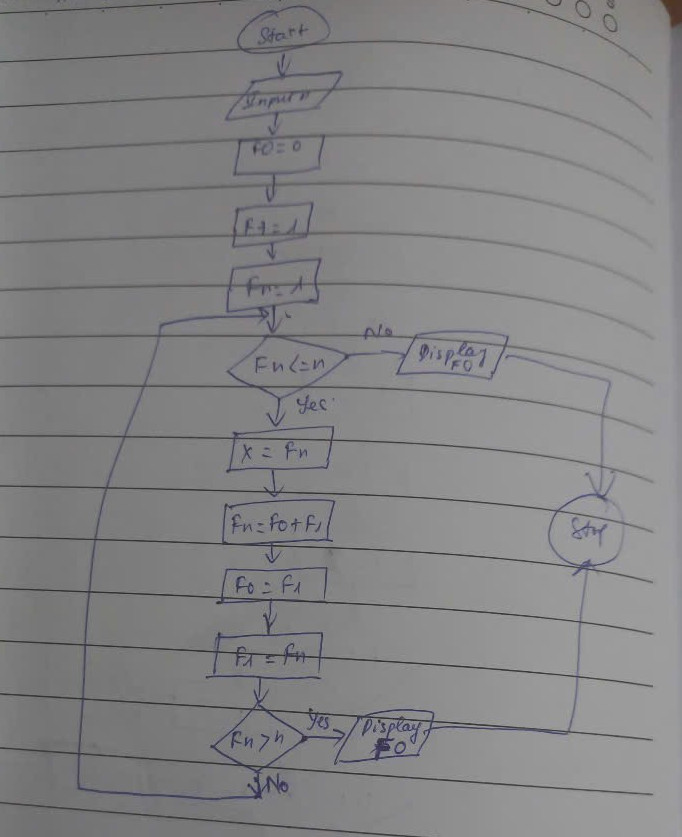 Start
Input n
F0 = 0
F1 = 1
Fn = 1
Fn <= n
No
Display
F0
Yes
X = Fn
Fn = F0 + F1
Stop
F0 = F1
F1 = Fn
Fn > n
Yes
Display
F0
No